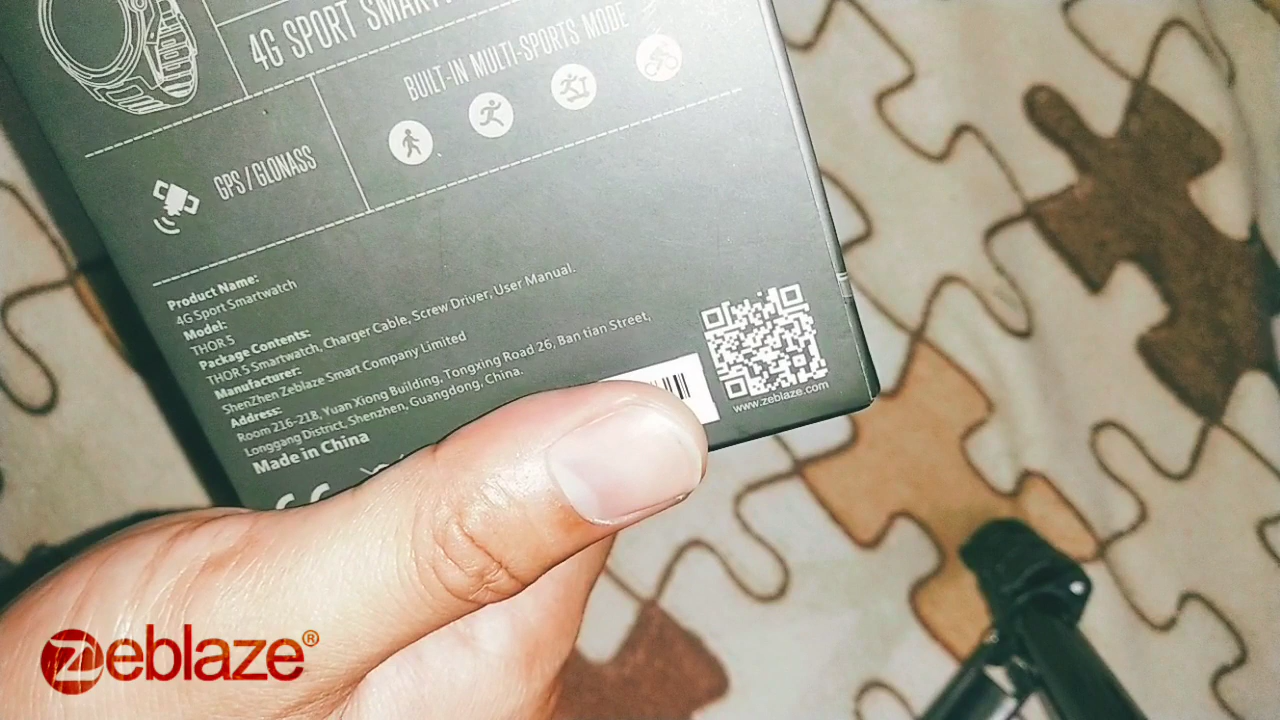 4G SPORT
BUILT-IN MULTI-SPORTS MODE
GPS / GLONASS
Product Name:
4G Sport Smartwatch
Model:
THOR 5
Package Contents:
THOR 5 Smartwatch, Charger Cable, Screw Driver, User Manual.
Manufacturer:
ShenZhen Zeblaze Smart Company Limited
Address:
Room 216-218, Yuan Xiong Building, Tongxing Road 26, Ban tian Street,
Longgang District, Shenzhen, Guangdong, China.
Made in China
www.zeblaze.com
Zeblaze®